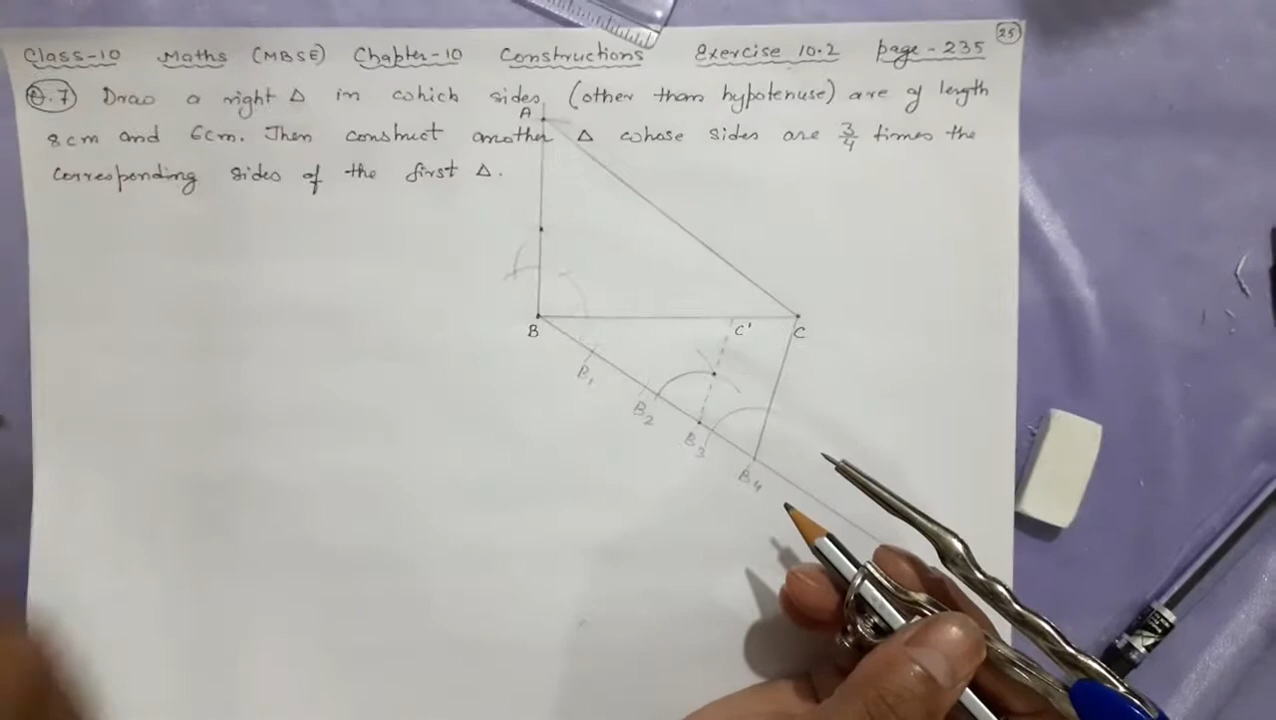 25
Class-10 Maths (MBSE) Chapter-10 Constructions Exercise 10.2 page-235
Q.7 Draw a right Δ in which sides (other than hypotenuse) are of length
8cm and 6cm. Then construct another Δ whose sides are 3/4 times the
corresponding sides of the first Δ.
A
B
C'
C
B1
B2
B3
B4